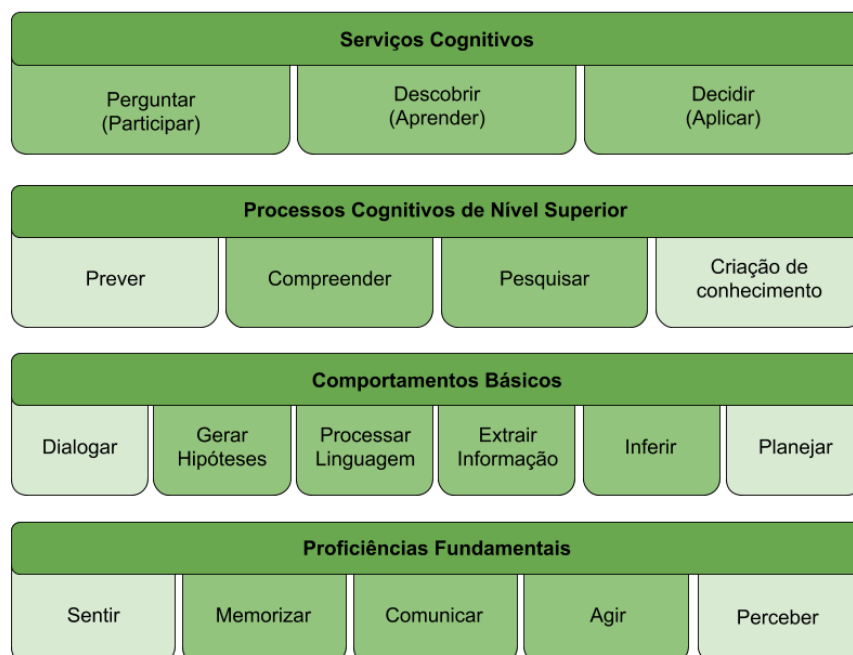 Serviços Cognitivos
Perguntar
(Participar)
Descobrir
(Aprender)
Decidir
(Aplicar)
Processos Cognitivos de Nível Superior
Prever
Compreender
Pesquisar
Criação de
conhecimento
Comportamentos Básicos
Dialogar
Gerar
Hipóteses
Processar
Linguagem
Extrair
Informação
Inferir
Planejar
Proficiências Fundamentais
Sentir
Memorizar
Comunicar
Agir
Perceber